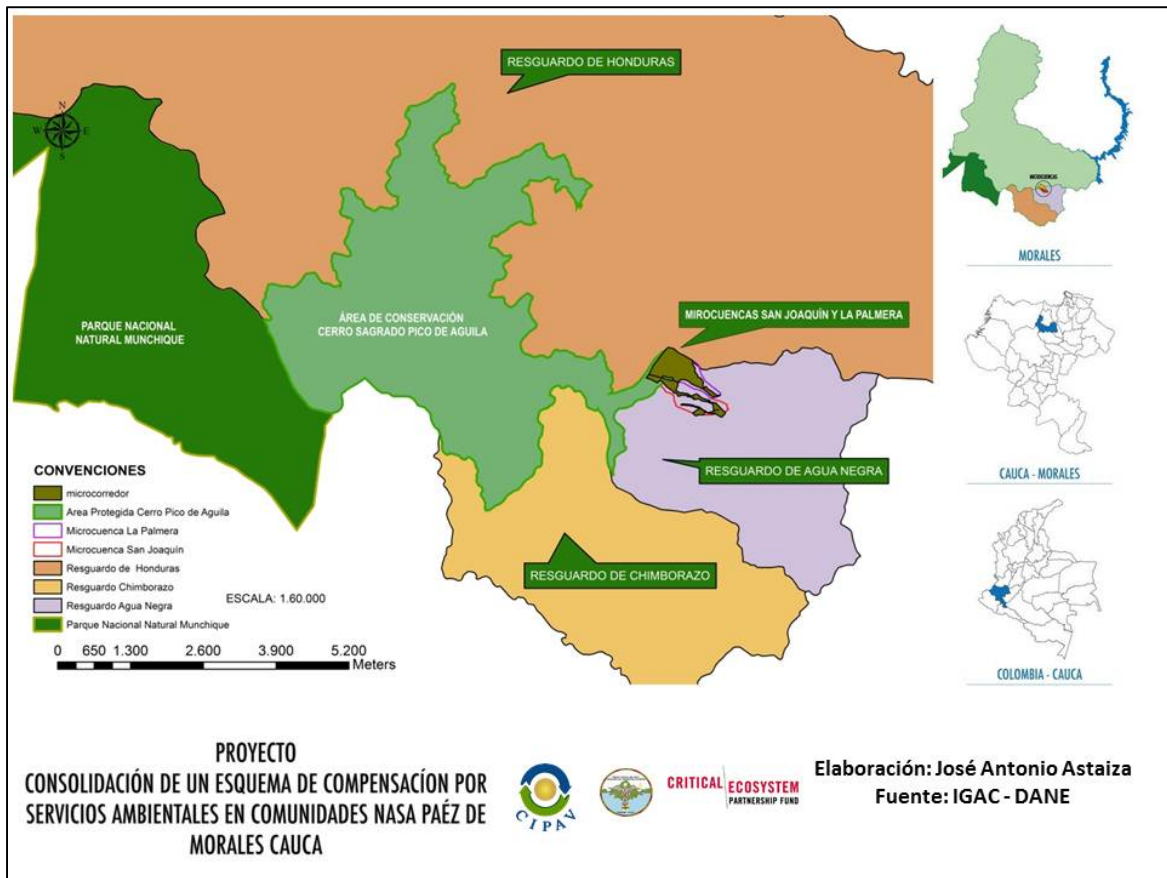 RESGUARDO DE HONDURAS
N
W
E
S
PARQUE NACIONAL
NATURAL MUNCHIQUE
ÁREA DE CONSERVACIÓN
CERRO SAGRADO PICO DE AGUILA
MIROCUENCAS SAN JOAQUÍN Y LA PALMERA
RESGUARDO DE AGUA NEGRA
RESGUARDO DE CHIMBORAZO
CONVENCIONES
microcorredor
Area Protegida Cerro Pico de Aguila
Microcuenca La Palmera
Microcuenca San Joaquín
Resguardo de Honduras
Resguardo Chimborazo
Resguardo Agua Negra
Parque Nacional Natural Munchique
ESCALA: 1.60.000
0 650 1.300 2.600 3.900 5.200
Meters
MORALES
CAUCA - MORALES
COLOMBIA - CAUCA
PROYECTO
CONSOLIDACIÓN DE UN ESQUEMA DE COMPENSACÍON POR
SERVICIOS AMBIENTALES EN COMUNIDADES NASA PAÉZ DE
MORALES CAUCA
CIPAV
CRITICAL ECOSYSTEM
PARTNERSHIP FUND
Elaboración: José Antonio Astaiza
Fuente: IGAC - DANE